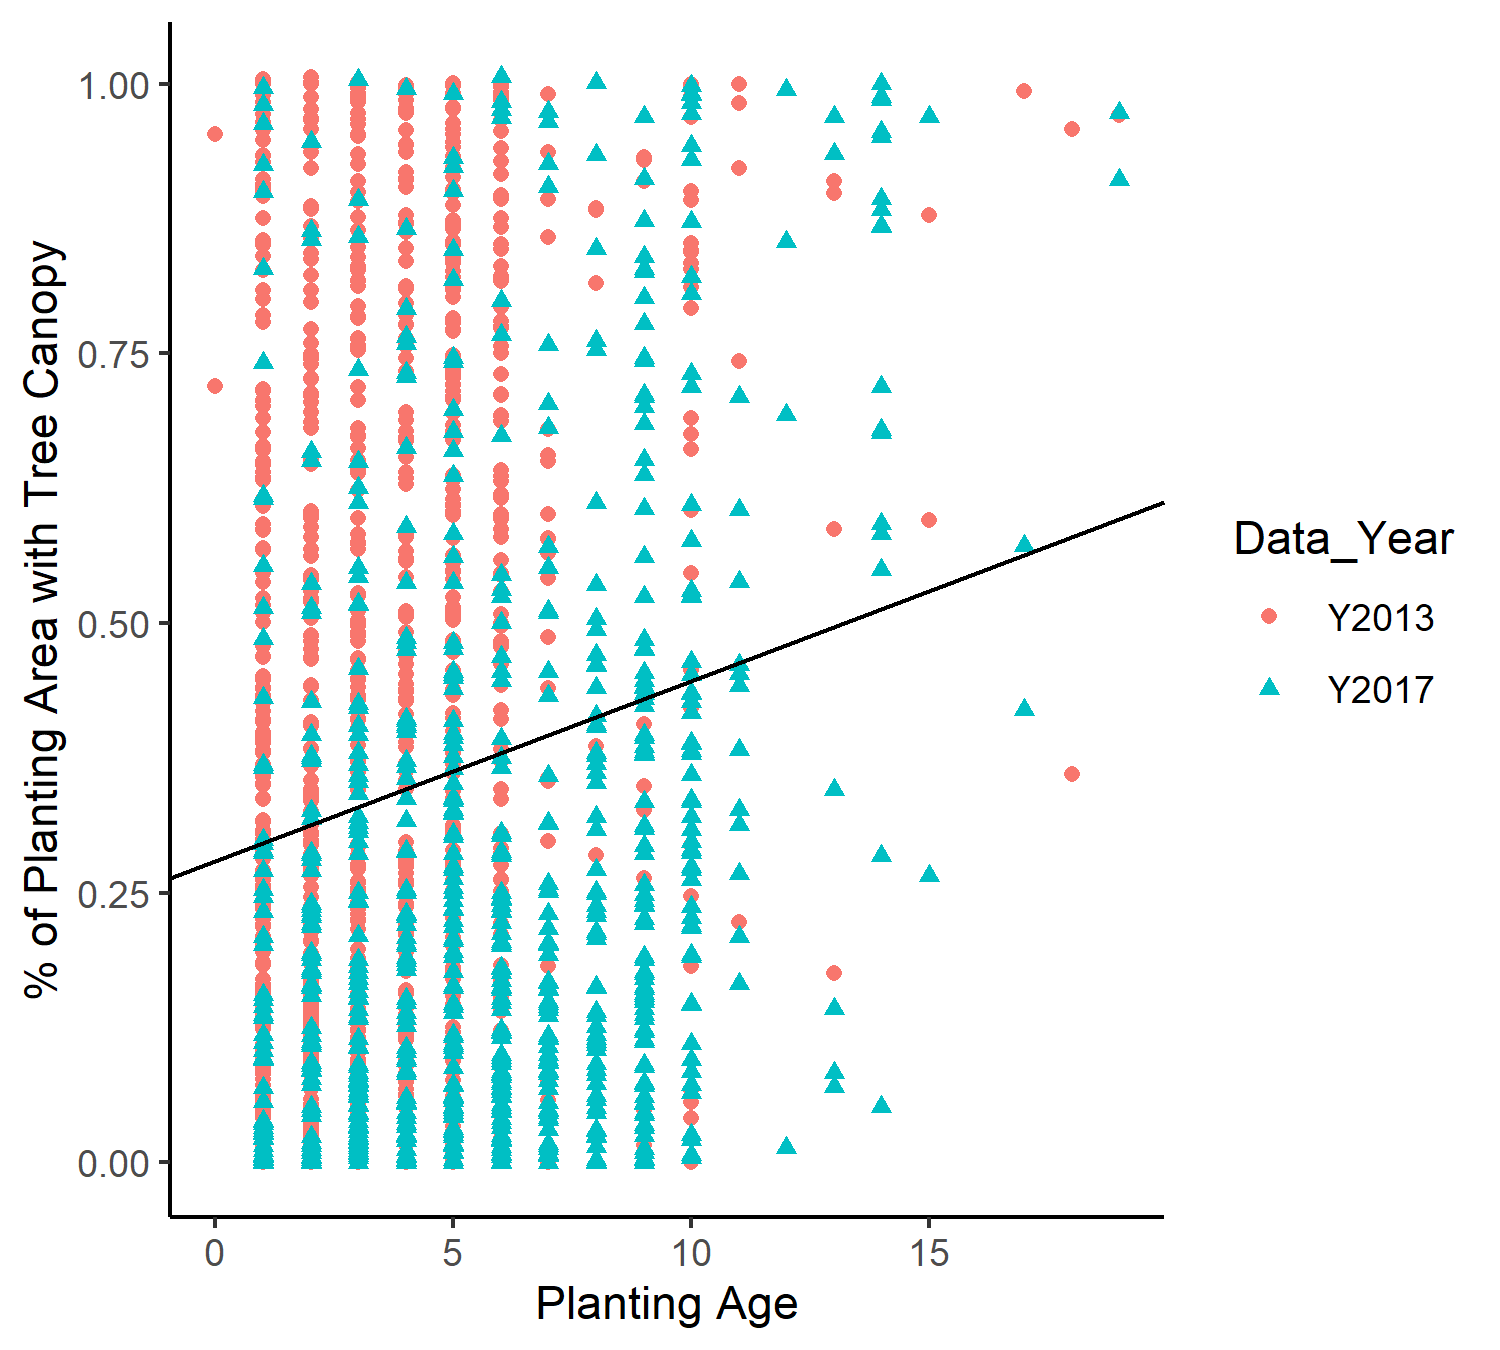 % of Planting Area with Tree Canopy
1.00
0.75
0.50
0.25
0.00
0 5 10 15
Planting Age
Data_Year
Y2013
Y2017